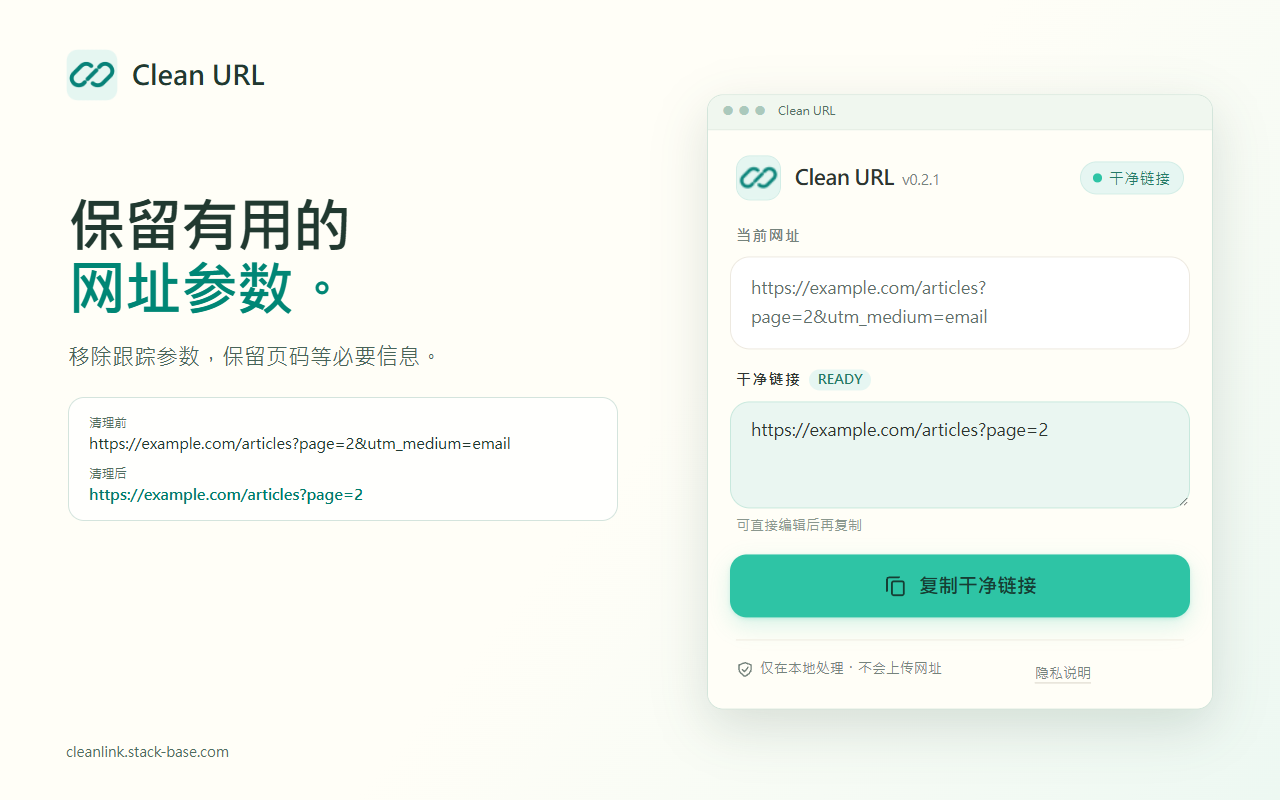 Clean URL
保留有用的
网址参数。
移除跟踪参数，保留页码等必要信息。
清理前
https://example.com/articles?page=2&utm_medium=email
清理后
https://example.com/articles?page=2
cleanlink.stack-base.com
Clean URL
Clean URL v0.2.1
干净链接
当前网址
https://example.com/articles?
page=2&utm_medium=email
干净链接 READY
https://example.com/articles?page=2
可直接编辑后再复制
复制干净链接
仅在本地处理 · 不会上传网址
隐私说明